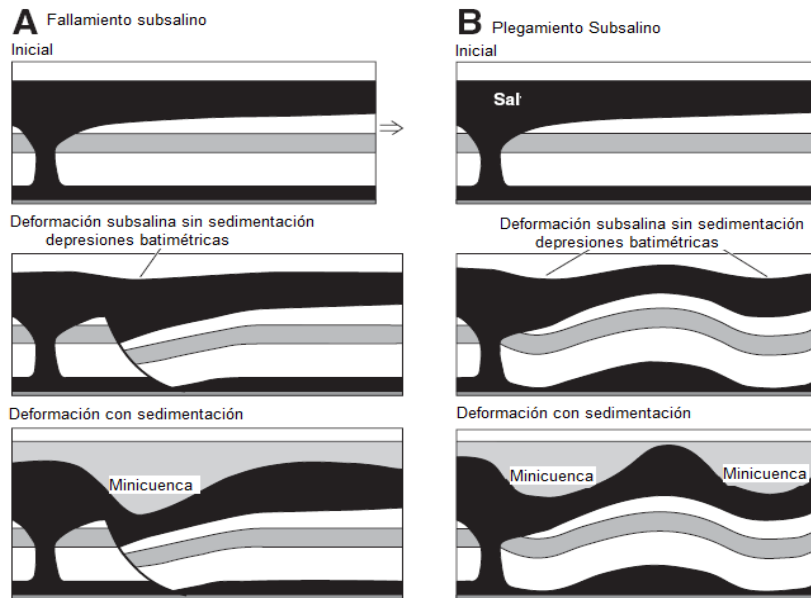 A Fallamiento subsalino
Inicial
Deformación subsalina sin sedimentación
depresiones batimétricas
Deformación con sedimentación
Minicuenca
B Plegamiento Subsalino
Inicial
Sal
Deformación subsalina sin sedimentación
depresiones batimétricas
Deformación con sedimentación
Minicuenca
Minicuenca